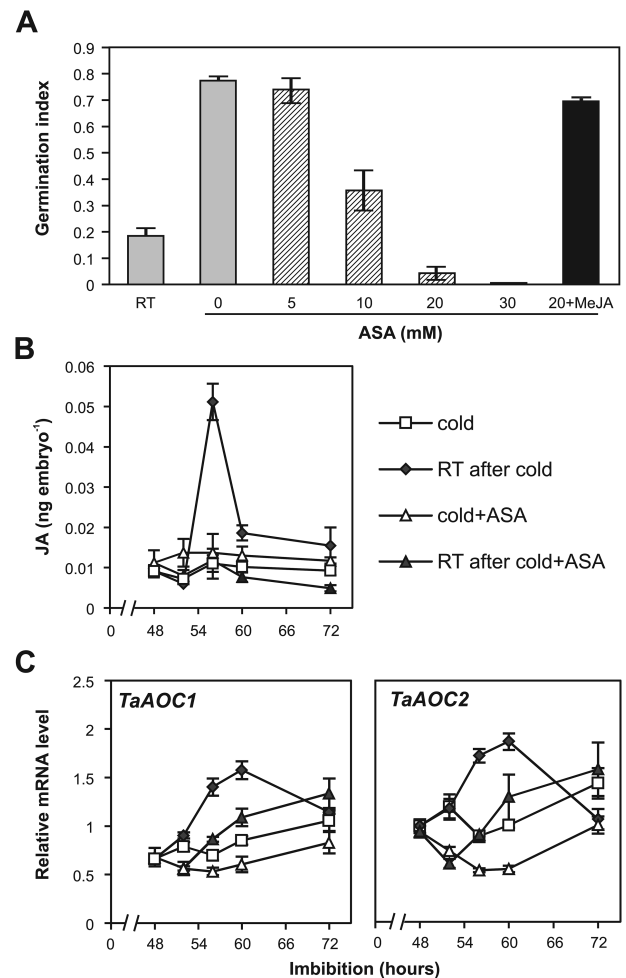 A
Germination index
0.9
0.8
0.7
0.6
0.5
0.4
0.3
0.2
0.1
0
RT 0 5 10 20 30 20+MeJA
ASA (mM)
B
JA (ng embryo⁻¹)
0.06
0.05
0.04
0.03
0.02
0.01
0
0 48 54 60 66 72
cold
RT after cold
cold+ASA
RT after cold+ASA
C
Relative mRNA level
2.5
2
1.5
1
0.5
0
TaAOC1
TaAOC2
0 48 54 60 66 72
0 48 54 60 66 72
Imbibition (hours)